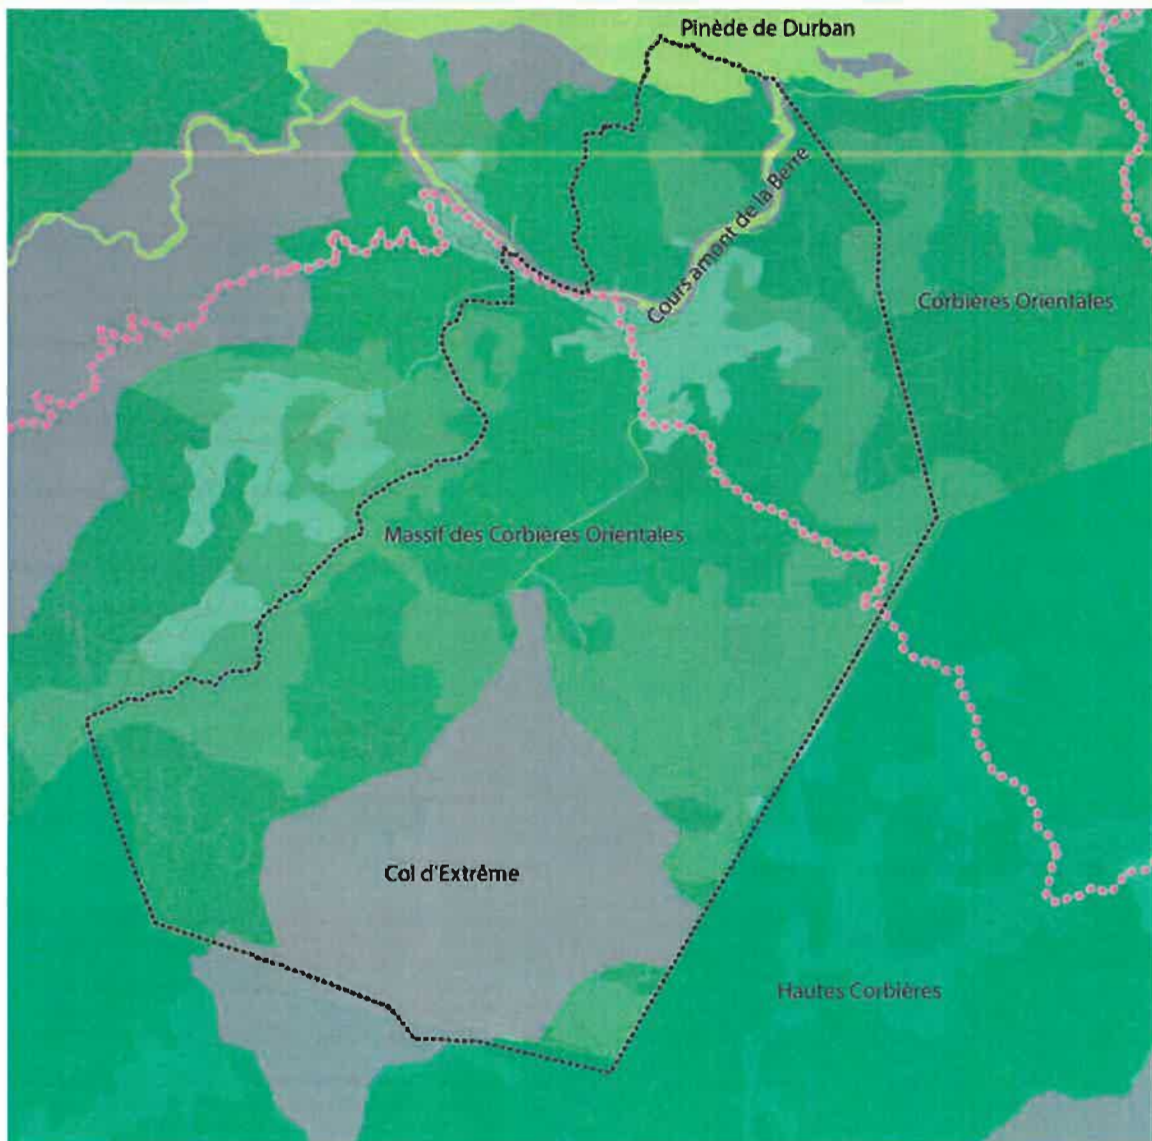 Pinède de Durban
Cours amont de la Berre
Corbières Orientales
Massif des Corbières Orientales
Col d'Extrême
Hautes Corbières